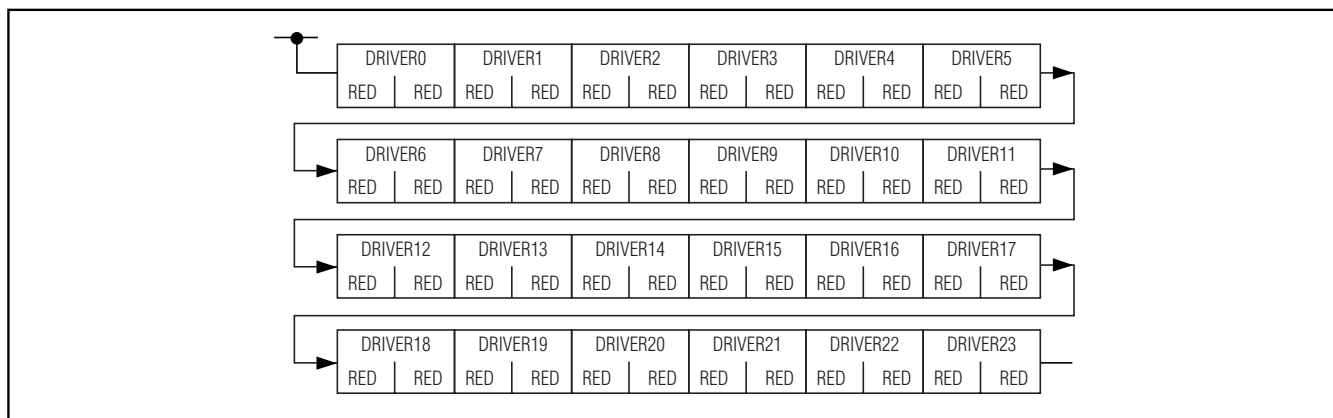 DRIVER0 DRIVER1 DRIVER2 DRIVER3 DRIVER4 DRIVER5
RED RED RED RED RED RED RED RED RED RED RED RED
DRIVER6 DRIVER7 DRIVER8 DRIVER9 DRIVER10 DRIVER11
RED RED RED RED RED RED RED RED RED RED RED RED
DRIVER12 DRIVER13 DRIVER14 DRIVER15 DRIVER16 DRIVER17
RED RED RED RED RED RED RED RED RED RED RED RED
DRIVER18 DRIVER19 DRIVER20 DRIVER21 DRIVER22 DRIVER23
RED RED RED RED RED RED RED RED RED RED RED RED